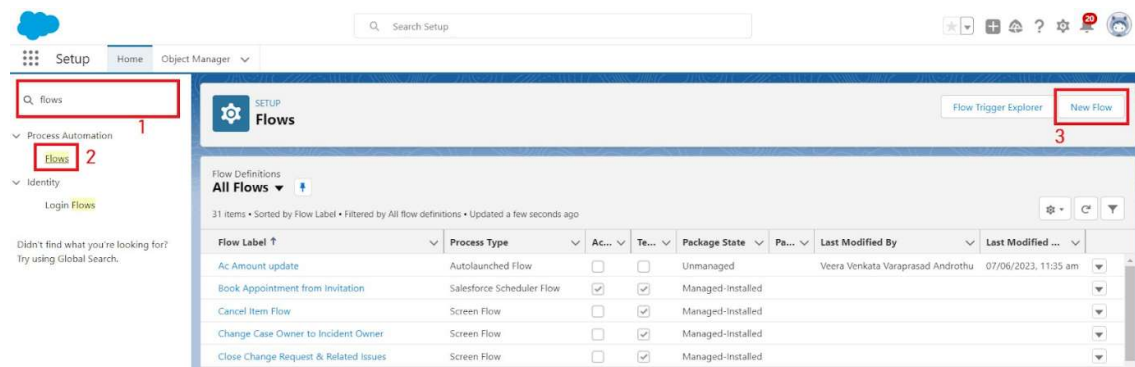 Search Setup
20
Setup Home Object Manager
flows
1
Process Automation
Flows 2
Identity
Login Flows
Didn't find what you're looking for?
Try using Global Search.
SETUP
Flows
Flow Trigger Explorer New Flow
3
Flow Definitions
All Flows
31 items • Sorted by Flow Label • Filtered by All flow definitions • Updated a few seconds ago
Flow Label ↑ Process Type Ac... Te... Package State Pa... Last Modified By Last Modified ...
Ac Amount update Autolaunched Flow Unmanaged Veera Venkata Varaprasad Androthu 07/06/2023, 11:35 am
Book Appointment from Invitation Salesforce Scheduler Flow Managed-Installed
Cancel Item Flow Screen Flow Managed-Installed
Change Case Owner to Incident Owner Screen Flow Managed-Installed
Close Change Request & Related Issues Screen Flow Managed-Installed